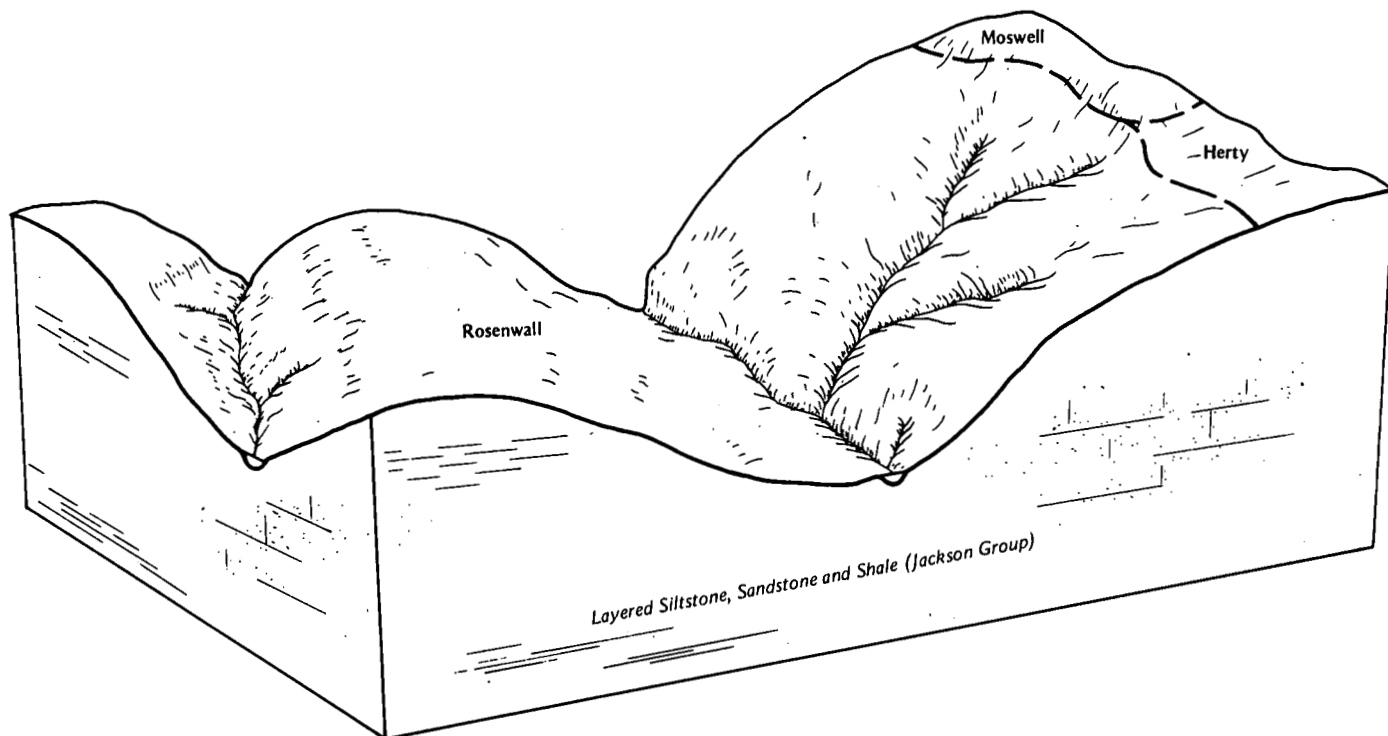 Moswell
Herty
Rosenwall
Layered Siltstone, Sandstone and Shale (Jackson Group)